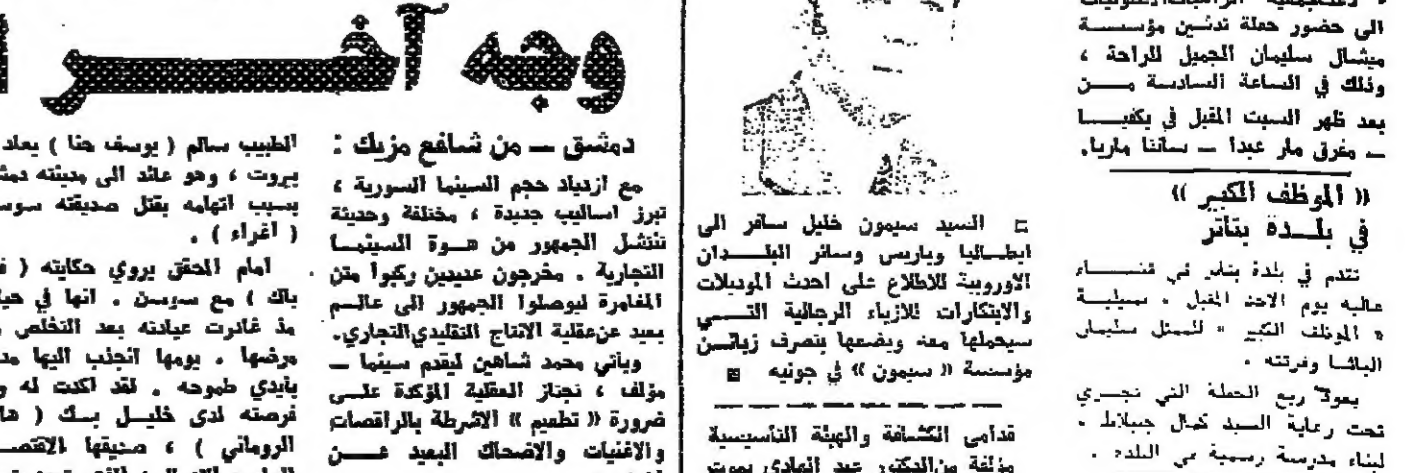 الى حضور حفلة تدشين مؤسسة
ميشال سليمان الجميل للراحة ،
وذلك في الساعة السادسة من
بعد ظهر السبت المقبل في بكفيا
— مفرق مار عبدا — سانتا ماريا.
« الموظف الكبير »
في بلدة بتاتر
تقدم في بلدة بتاتر في قضاء
عاليه يوم الاحد المقبل ، تمثيلية
« الموظف الكبير » للممثل سليمان
الباشا وفرقته .
يعود ريع الحفلة التي تجري
تحت رعاية السيد كمال جنبلاط ،
لبناء مدرسة رسمية في البلدة .
السيد سيمون خليل سافر الى
ايطاليا وباريس وسائر البلدان
الاوروبية للاطلاع على احدث الموديلات
والابتكارات للازياء الرجالية التي
سيحملها معه ويضعها بتصرف زبائن
مؤسسة « سيمون » في جونيه
قدامى الكشافة والهيئة التأسيسية
مؤلفة من الدكتور عبد الهادي
وجه آخر
دمشق — من شافع مزيك :
مع ازدياد حجم السينما السورية ،
تبرز اساليب جديدة ، مختلفة وحديثة
تنتشل الجمهور من هوة السينما
التجارية . مخرجون عديدين ركبوا متن
المغامرة ليوصلوا الجمهور الى عالم
بعيد عن عقلية الانتاج التقليدي التجاري.
ويأتي محمد شاهين ليقدم سينما —
مؤلف ، تجتاز العقلية المؤكدة على
ضرورة « تطعيم » الاشرطة بالراقصات
والاغنيات والاضحاك البعيد عن
الطبيب سالم ( يوسف حنا ) يعاد
بيروت ، وهو عائد الى مدينته
بسبب اتهامه بقتل صديقته
( اغراء ) .
امام المحقق يروي حكايته (
باك ) مع سوسن . انها في
مذ غادرت عيادته بعد التخلص
مرضها . يومها انجذب اليها
بأيدي طموحه . لقد اكدت له
فرصته لدى خليل بك (
الروماني ) ، صديقها